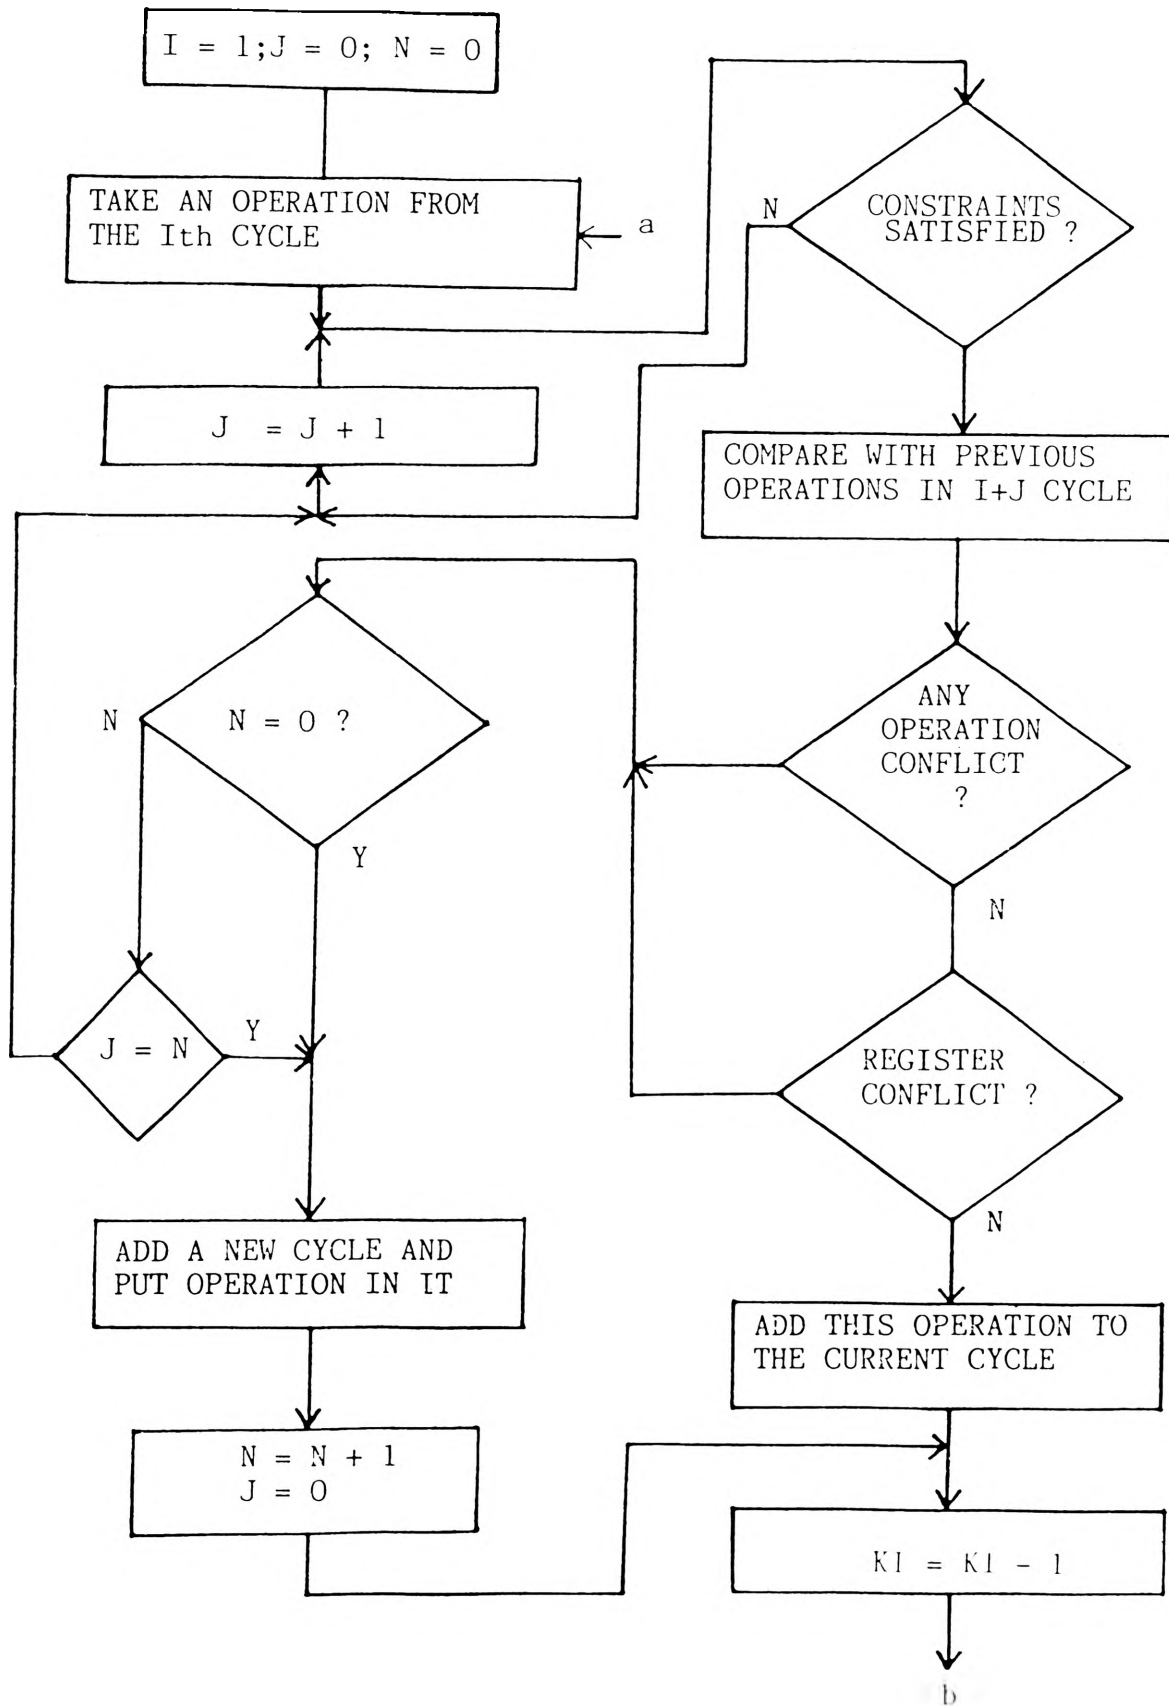 I = 1;J = 0; N = 0
TAKE AN OPERATION FROM
THE Ith CYCLE
a
J = J + 1
N
CONSTRAINTS
SATISFIED ?
COMPARE WITH PREVIOUS
OPERATIONS IN I+J CYCLE
N
N = 0 ?
Y
ANY
OPERATION
CONFLICT
?
N
J = N
Y
REGISTER
CONFLICT ?
N
ADD A NEW CYCLE AND
PUT OPERATION IN IT
ADD THIS OPERATION TO
THE CURRENT CYCLE
N = N + 1
J = 0
KI = KI - 1
b